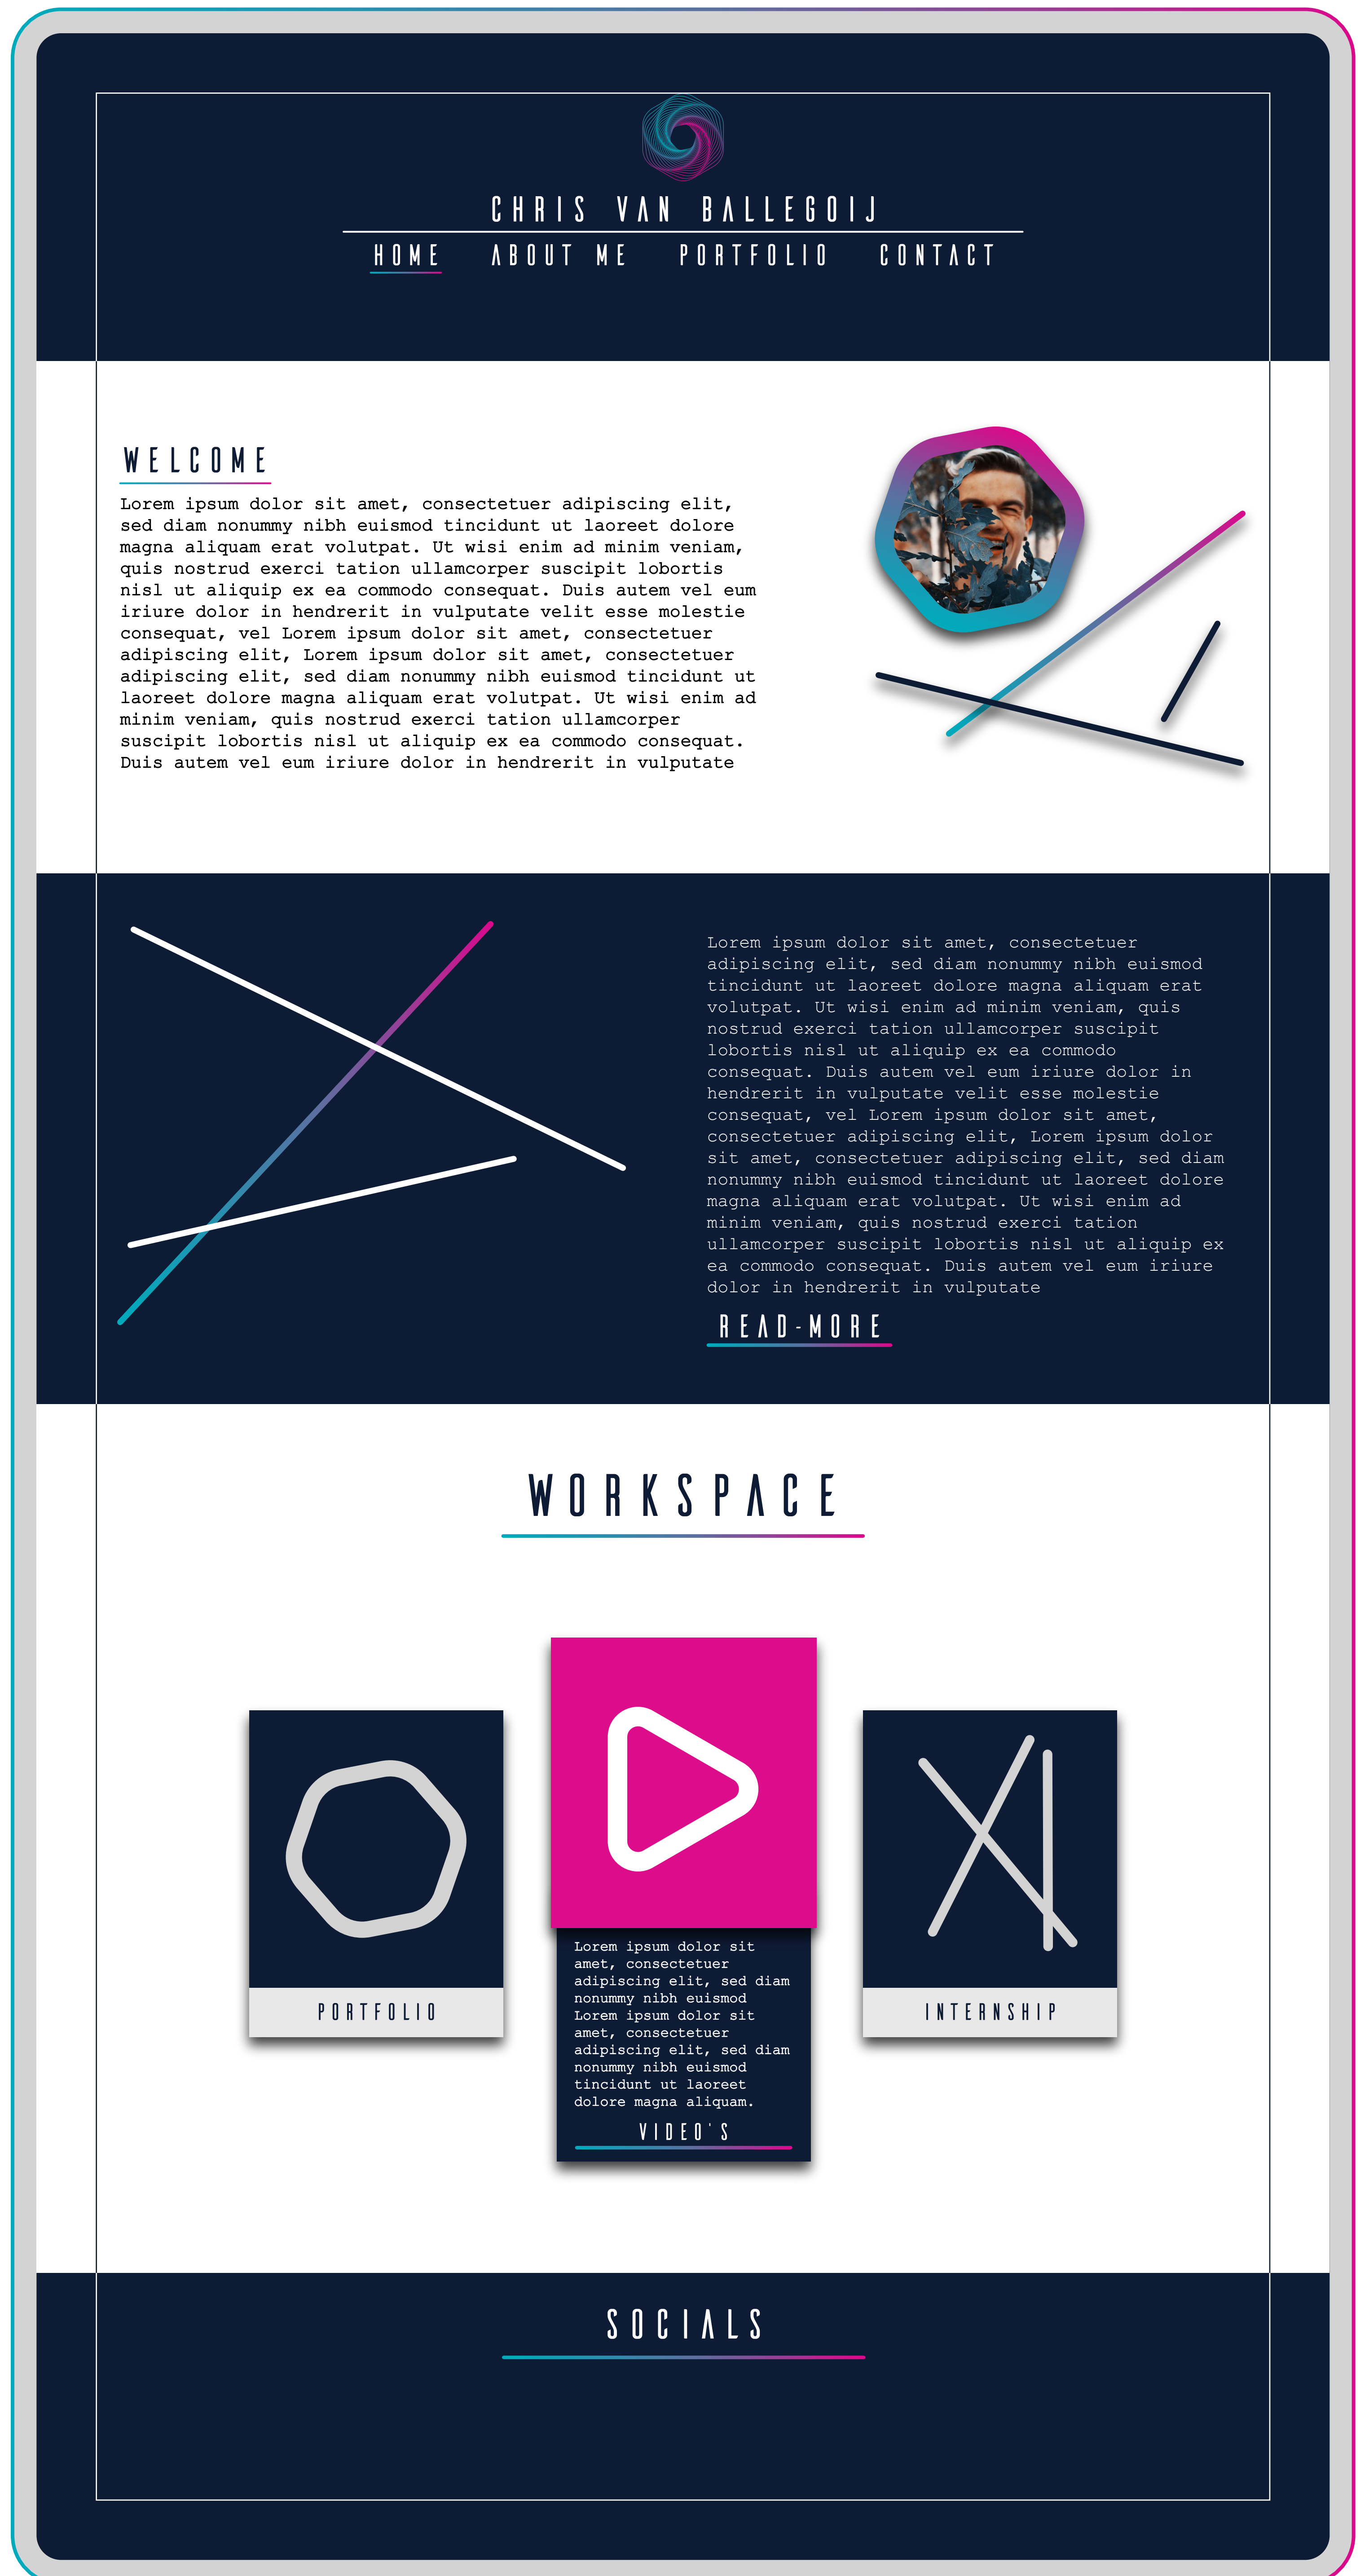 CHRIS VAN BALLEGOIJ
HOME ABOUT ME PORTFOLIO CONTACT
WELCOME
Lorem ipsum dolor sit amet, consectetuer adipiscing elit,
sed diam nonummy nibh euismod tincidunt ut laoreet dolore
magna aliquam erat volutpat. Ut wisi enim ad minim veniam,
quis nostrud exerci tation ullamcorper suscipit lobortis
nisl ut aliquip ex ea commodo consequat. Duis autem vel eum
iriure dolor in hendrerit in vulputate velit esse molestie
consequat, vel Lorem ipsum dolor sit amet, consectetuer
adipiscing elit, Lorem ipsum dolor sit amet, consectetuer
adipiscing elit, sed diam nonummy nibh euismod tincidunt ut
laoreet dolore magna aliquam erat volutpat. Ut wisi enim ad
minim veniam, quis nostrud exerci tation ullamcorper
suscipit lobortis nisl ut aliquip ex ea commodo consequat.
Duis autem vel eum iriure dolor in hendrerit in vulputate
Lorem ipsum dolor sit amet, consectetuer
adipiscing elit, sed diam nonummy nibh euismod
tincidunt ut laoreet dolore magna aliquam erat
volutpat. Ut wisi enim ad minim veniam, quis
nostrud exerci tation ullamcorper suscipit
lobortis nisl ut aliquip ex ea commodo
consequat. Duis autem vel eum iriure dolor in
hendrerit in vulputate velit esse molestie
consequat, vel Lorem ipsum dolor sit amet,
consectetuer adipiscing elit, Lorem ipsum dolor
sit amet, consectetuer adipiscing elit, sed diam
nonummy nibh euismod tincidunt ut laoreet dolore
magna aliquam erat volutpat. Ut wisi enim ad
minim veniam, quis nostrud exerci tation
ullamcorper suscipit lobortis nisl ut aliquip ex
ea commodo consequat. Duis autem vel eum iriure
dolor in hendrerit in vulputate
READ-MORE
WORKSPACE
PORTFOLIO
Lorem ipsum dolor sit
amet, consectetuer
adipiscing elit, sed diam
nonummy nibh euismod
Lorem ipsum dolor sit
amet, consectetuer
adipiscing elit, sed diam
nonummy nibh euismod
tincidunt ut laoreet
dolore magna aliquam.
VIDEO'S
INTERNSHIP
SOCIALS